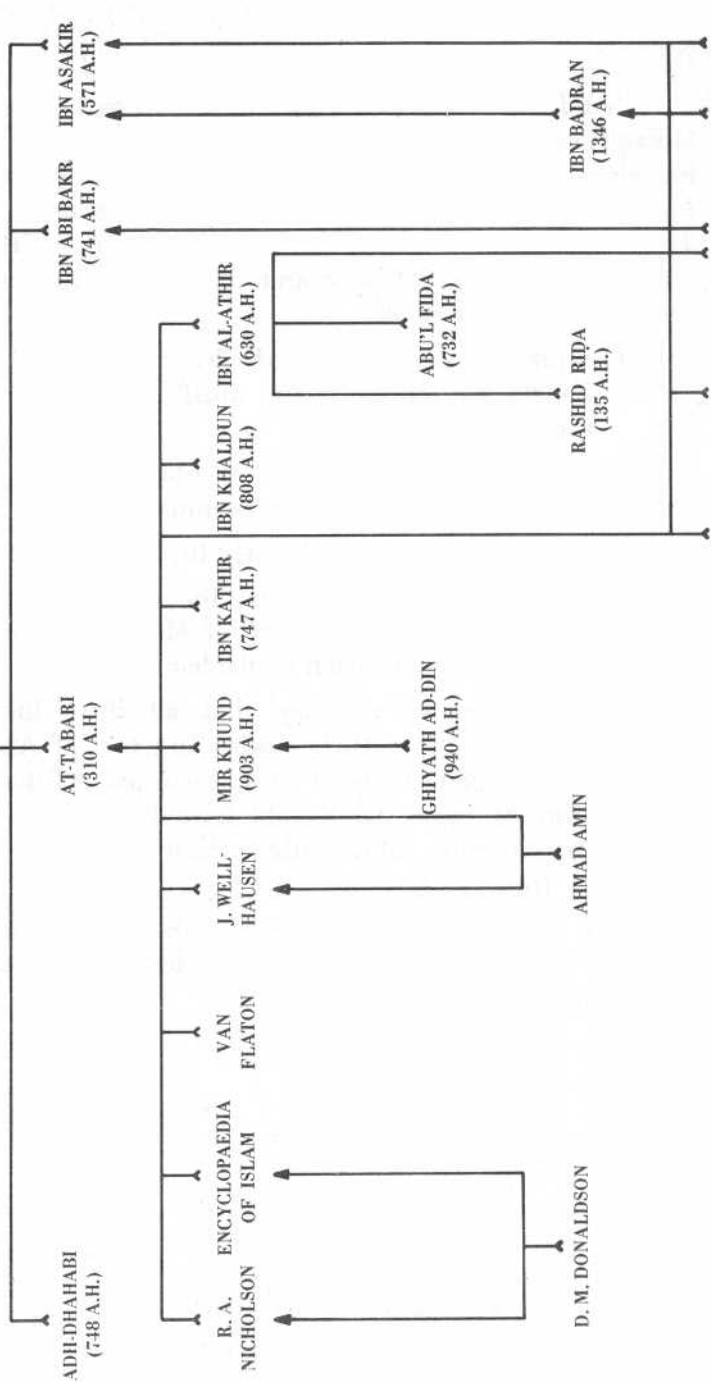 ADH-DHAHABI
(748 A.H.)
AT-TABARI
(310 A.H.)
IBN ABI BAKR
(741 A.H.)
IBN ASAKIR
(571 A.H.)
R. A.
NICHOLSON
ENCYCLOPAEDIA
OF ISLAM
VAN
FLATON
J. WELL-
HAUSEN
MIR KHUND
(903 A.H.)
IBN KATHIR
(747 A.H.)
IBN KHALDUN
(808 A.H.)
IBN AL-ATHIR
(630 A.H.)
GHIYATH AD-DIN
(940 A.H.)
ABU'L FIDA
(732 A.H.)
D. M. DONALDSON
AHMAD AMIN
RASHID RIDA
(135 A.H.)
IBN BADRAN
(1346 A.H.)